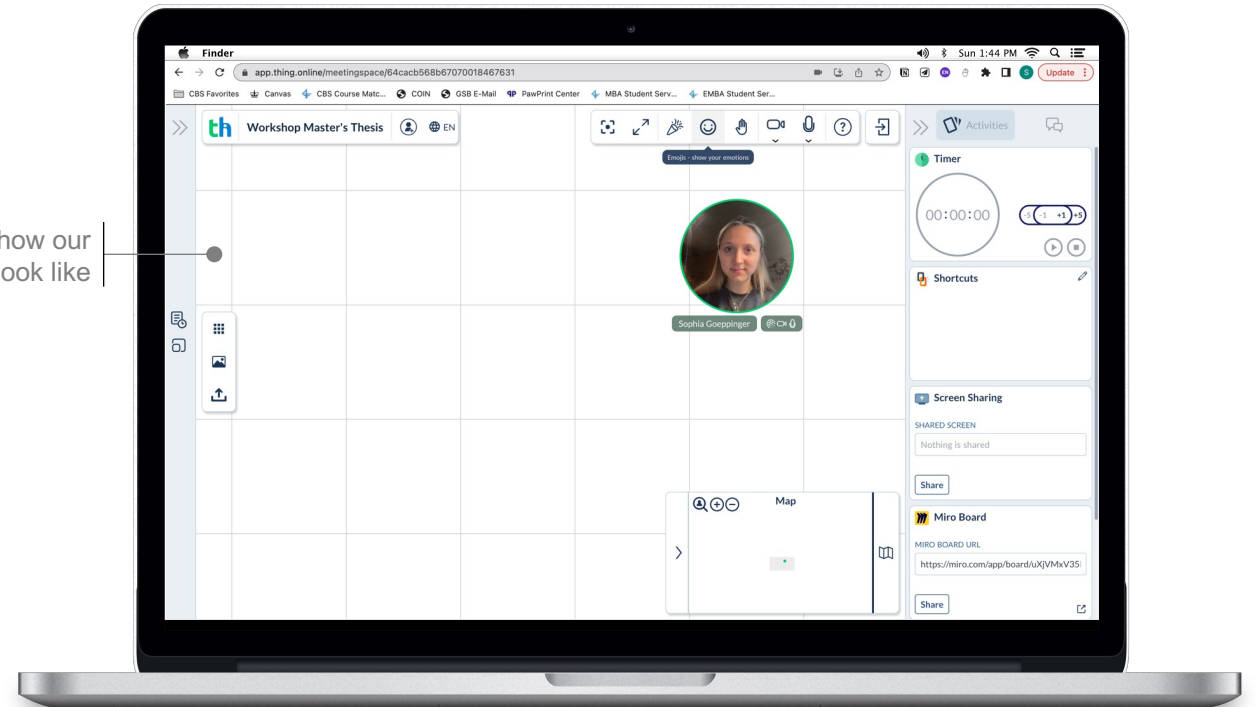 how our
ook like
Finder
Sun 1:44 PM
app.thing.online/meetingspace/64cacb568b67070018467631
Update
CBS Favorites Canvas CBS Course Matc... COIN GSB E-Mail PawPrint Center MBA Student Serv... EMBA Student Ser...
th Workshop Master's Thesis EN
Emojis - show your emotions
Activities
Timer
00:00:00
-5 -1 +1 +5
Shortcuts
Sophia Goeppinger
Screen Sharing
SHARED SCREEN
Nothing is shared
Share
Map
Miro Board
MIRO BOARD URL
https://miro.com/app/board/uXjVMxV35
Share